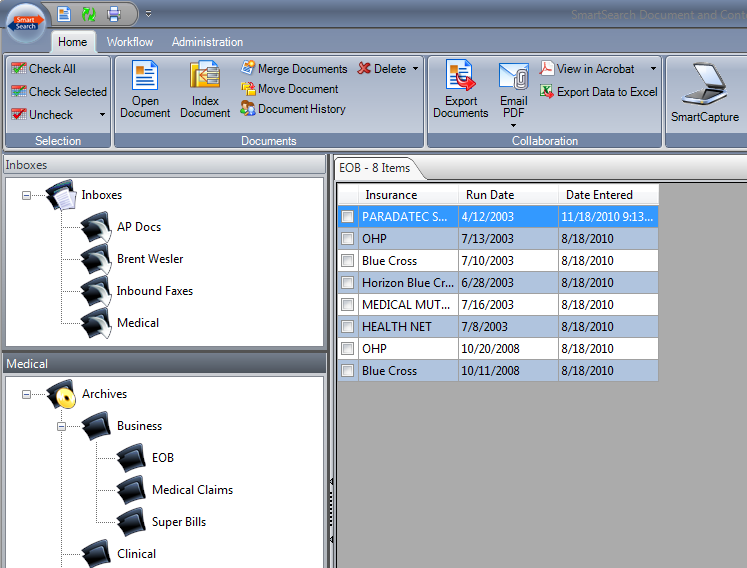 Smart
Search
SmartSearch Document and Cont
Home Workflow Administration
Check All
Check Selected
Uncheck
Selection
Open
Document
Index
Document
Merge Documents
Move Document
Document History
Delete
Documents
Export
Documents
Email
PDF
View in Acrobat
Export Data to Excel
Collaboration
SmartCapture
Inboxes
Inboxes
AP Docs
Brent Wesler
Inbound Faxes
Medical
Medical
Archives
Business
EOB
Medical Claims
Super Bills
Clinical
EOB - 8 Items
Insurance Run Date Date Entered
PARADATEC S... 4/12/2003 11/18/2010 9:13...
OHP 7/13/2003 8/18/2010
Blue Cross 7/10/2003 8/18/2010
Horizon Blue Cr... 6/28/2003 8/18/2010
MEDICAL MUT... 7/16/2003 8/18/2010
HEALTH NET 7/8/2003 8/18/2010
OHP 10/20/2008 8/18/2010
Blue Cross 10/11/2008 8/18/2010